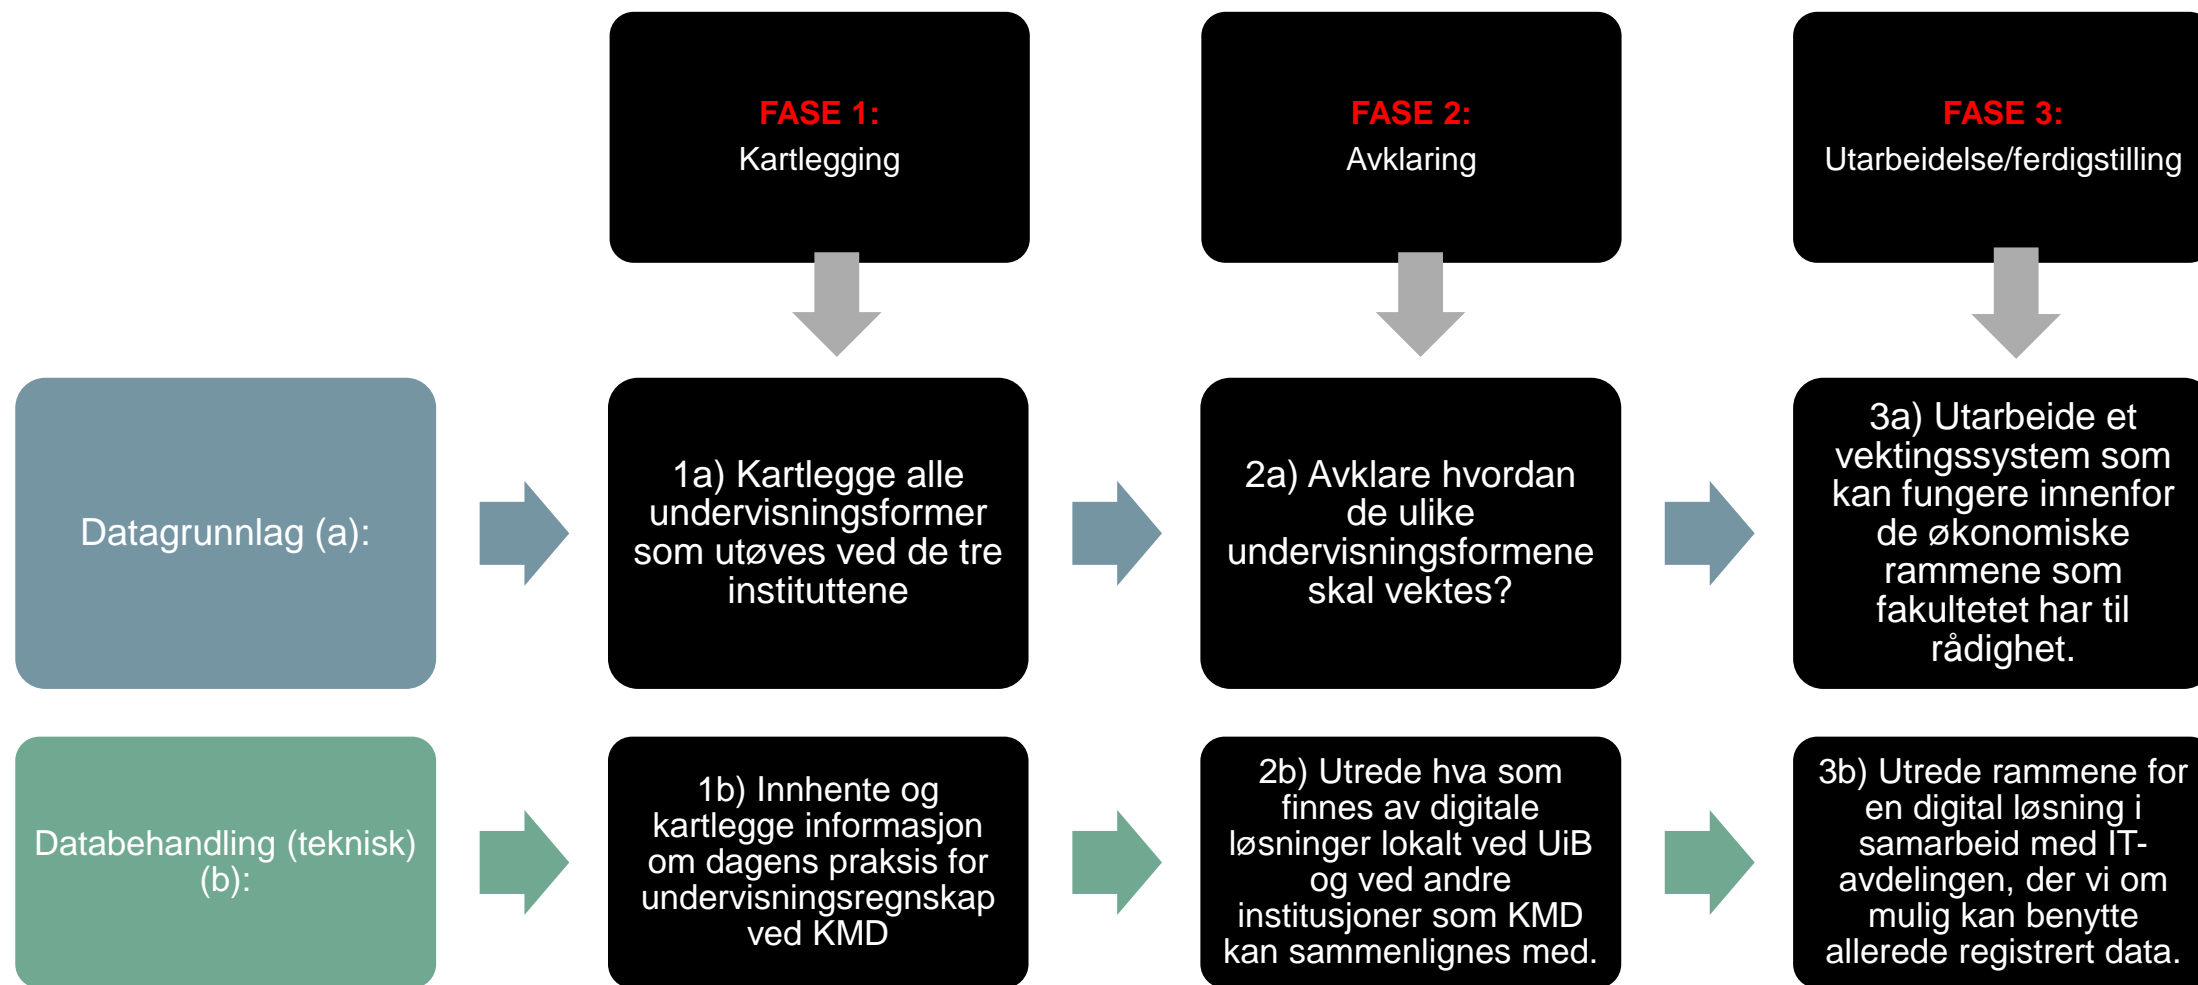 FASE 1:
Kartlegging
FASE 2:
Avklaring
FASE 3:
Utarbeidelse/ferdigstilling
Datagrunnlag (a):
1a) Kartlegge alle
undervisningsformer
som utøves ved de tre
instituttene
2a) Avklare hvordan
de ulike
undervisningsformene
skal vektes?
3a) Utarbeide et
vektingssystem som
kan fungere innenfor
de økonomiske
rammene som
fakultetet har til
rådighet.
Databehandling (teknisk)
(b):
1b) Innhente og
kartlegge informasjon
om dagens praksis for
undervisningsregnskap
ved KMD
2b) Utrede hva som
finnes av digitale
løsninger lokalt ved UiB
og ved andre
institusjoner som KMD
kan sammenlignes med.
3b) Utrede rammene for
en digital løsning i
samarbeid med IT-
avdelingen, der vi om
mulig kan benytte
allerede registrert data.